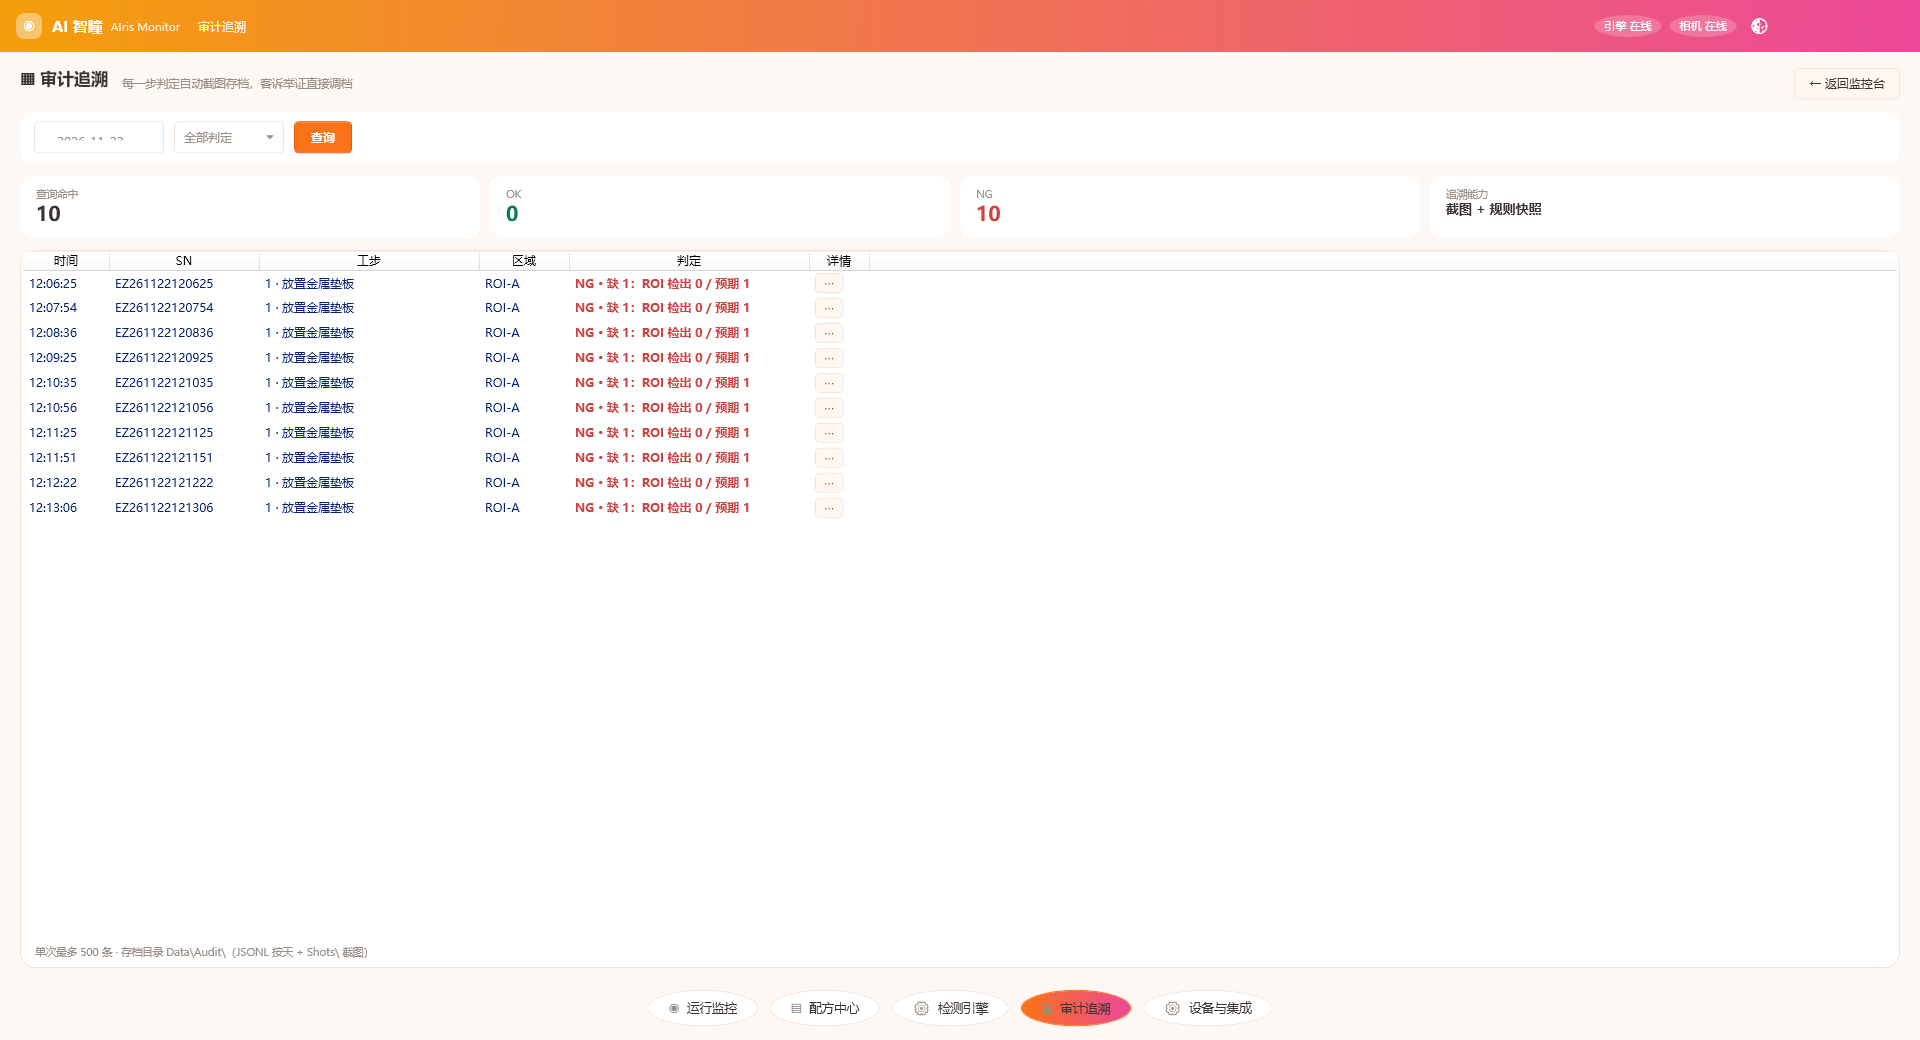 AI 智瞳 AIris Monitor 审计追溯 引擎 在线 相机 在线
审计追溯 每一步判定自动截图存档，客诉举证直接调档 ← 返回监控台
全部判定 查询
查询命中 OK NG 追溯能力
10 0 10 截图 + 规则快照
时间 SN 工步 区域 判定 详情
12:06:25 EZ261122120625 1 · 放置金属垫板 ROI-A NG · 缺 1： ROI 检出 0 / 预期 1 ...
12:07:54 EZ261122120754 1 · 放置金属垫板 ROI-A NG · 缺 1： ROI 检出 0 / 预期 1 ...
12:08:36 EZ261122120836 1 · 放置金属垫板 ROI-A NG · 缺 1： ROI 检出 0 / 预期 1 ...
12:09:25 EZ261122120925 1 · 放置金属垫板 ROI-A NG · 缺 1： ROI 检出 0 / 预期 1 ...
12:10:35 EZ261122121035 1 · 放置金属垫板 ROI-A NG · 缺 1： ROI 检出 0 / 预期 1 ...
12:10:56 EZ261122121056 1 · 放置金属垫板 ROI-A NG · 缺 1： ROI 检出 0 / 预期 1 ...
12:11:25 EZ261122121125 1 · 放置金属垫板 ROI-A NG · 缺 1： ROI 检出 0 / 预期 1 ...
12:11:51 EZ261122121151 1 · 放置金属垫板 ROI-A NG · 缺 1： ROI 检出 0 / 预期 1 ...
12:12:22 EZ261122121222 1 · 放置金属垫板 ROI-A NG · 缺 1： ROI 检出 0 / 预期 1 ...
12:13:06 EZ261122121306 1 · 放置金属垫板 ROI-A NG · 缺 1： ROI 检出 0 / 预期 1 ...
单次最多 500 条 · 存档目录 Data\Audit\（JSONL 按天 + Shots\ 截图）
运行监控 配方中心 检测引擎 审计追溯 设备与集成